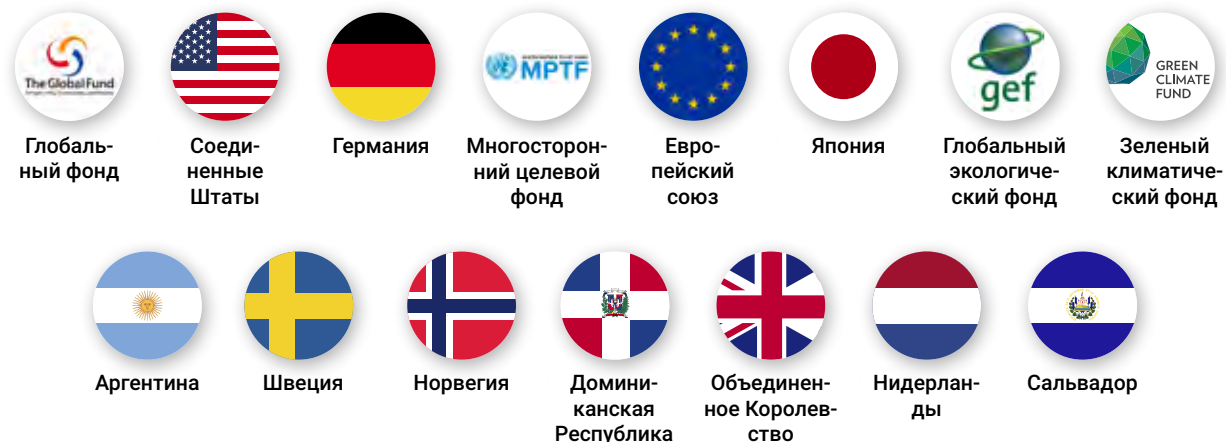 The Global Fund
MPTF
gef
GREEN
CLIMATE
FUND
Глобаль-
ный фонд
Соеди-
ненные
Штаты
Германия
Многосторон-
ний целевой
фонд
Евро-
пейский
союз
Япония
Глобальный
экологиче-
ский фонд
Зеленый
климатиче-
ский фонд
Аргентина
Швеция
Норвегия
Домини-
канская
Республика
Объединен-
ное Королев-
ство
Нидерлан-
ды
Сальвадор